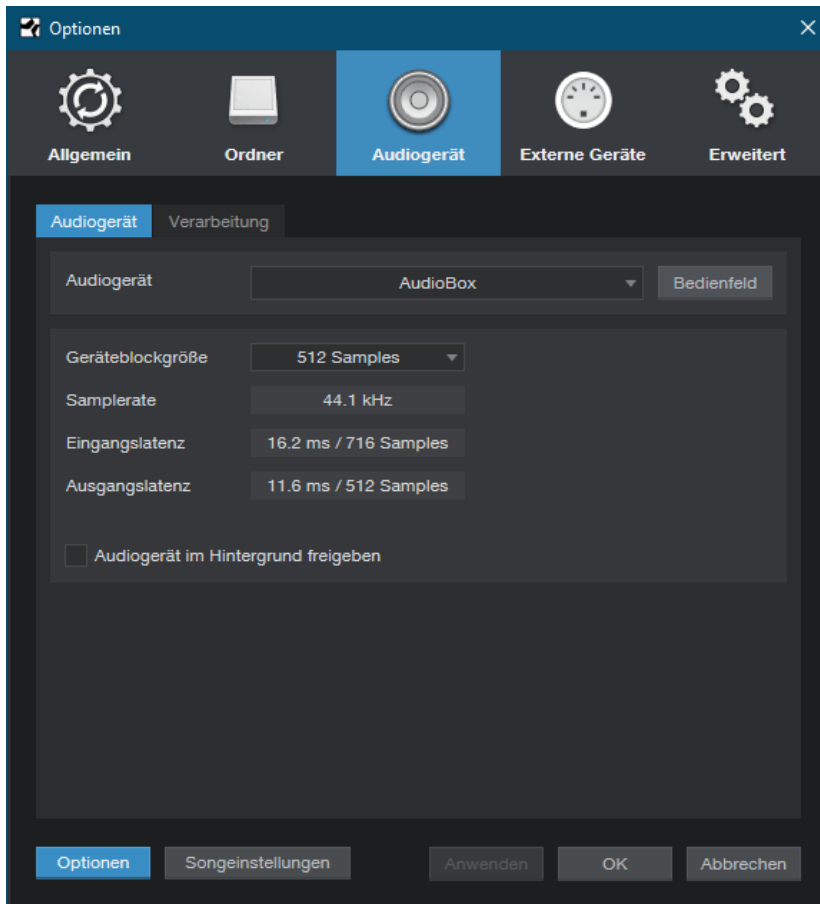 Optionen
Allgemein Ordner Audiogerät Externe Geräte Erweitert
Audiogerät Verarbeitung
Audiogerät AudioBox Bedienfeld
Geräteblockgröße 512 Samples
Samplerate 44.1 kHz
Eingangslatenz 16.2 ms / 716 Samples
Ausgangslatenz 11.6 ms / 512 Samples
Audiogerät im Hintergrund freigeben
Optionen Songeinstellungen Anwenden OK Abbrechen